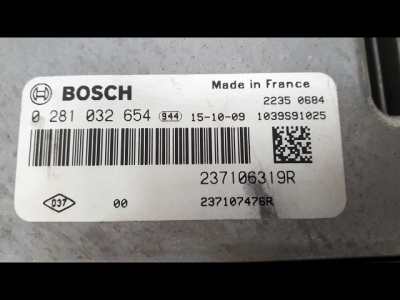 BOSCH Made in France
2235 0684
0 281 032 654 944 15-10-09 1039S91025
237106319R
D37 00 237107476R